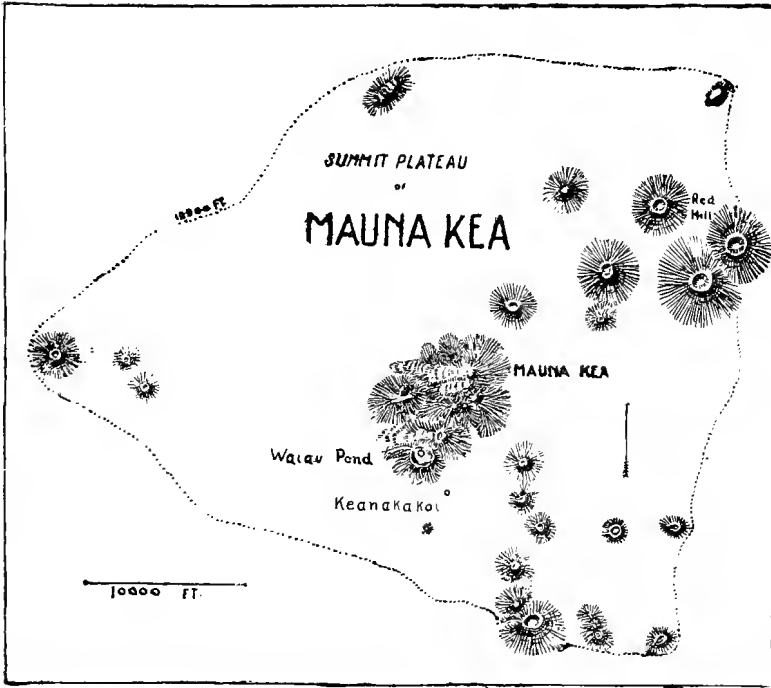 SUMMIT PLATEAU
of
MAUNA KEA
Red
Hill
MAUNA KEA
Waiau Pond
Keanakakoi
10000 FT.